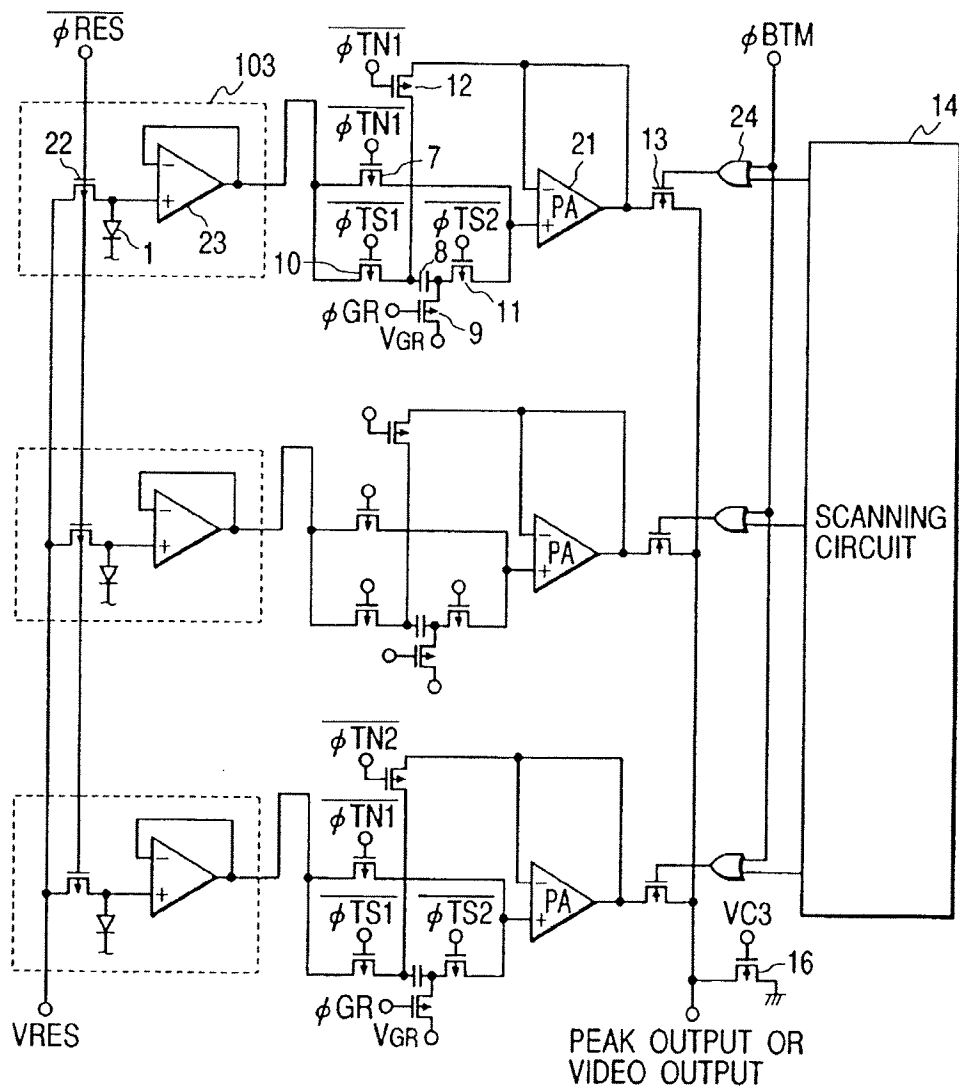 φRES
φTN1
φBTM
103
12
14
22
φTN1
21
13
24
7
PA
φTS1
φTS2
1
23
10
8
11
φGR
9
VGR
PA
SCANNING
CIRCUIT
φTN2
φTN1
PA
φTS1
φTS2
VC3
16
φGR
VGR
VRES
PEAK OUTPUT OR
VIDEO OUTPUT